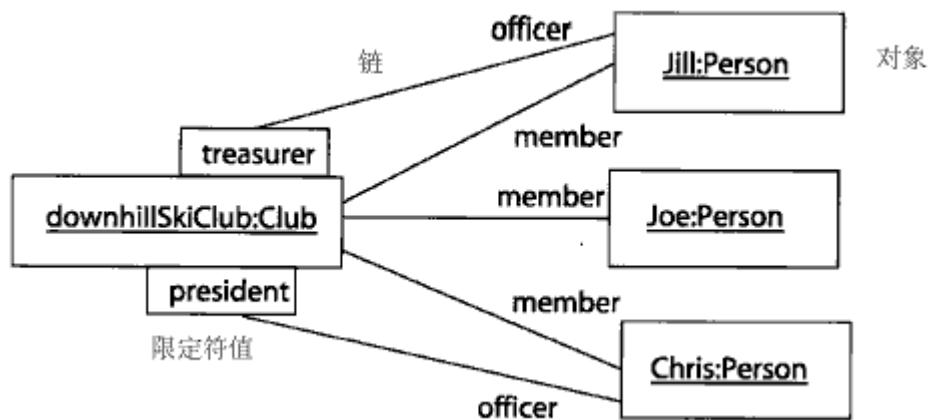 officer
链
Jill:Person
对象
member
treasurer
member
downhillSkiClub:Club
Joe:Person
president
member
限定符值
Chris:Person
officer